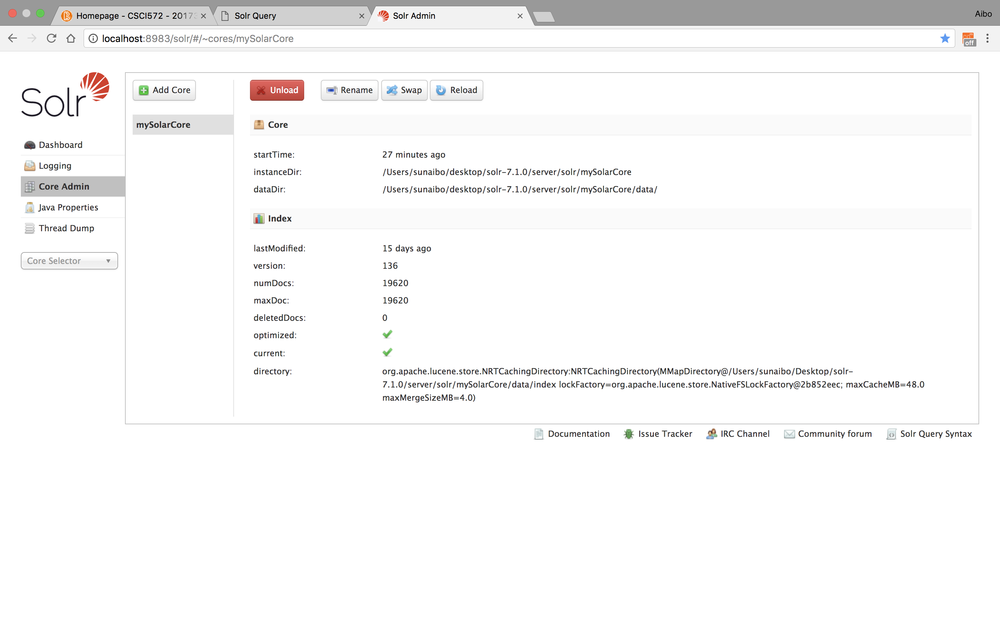 Homepage - CSCI572 - 20173
Solr Query
Solr Admin
Aibo
localhost:8983/solr/#/~cores/mySolarCore
off
Solr
Add Core
Unload
Rename
Swap
Reload
mySolarCore
Core
Dashboard
Logging
Core Admin
Java Properties
Thread Dump
Core Selector
startTime: 27 minutes ago
instanceDir: /Users/sunaibo/desktop/solr-7.1.0/server/solr/mySolarCore
dataDir: /Users/sunaibo/desktop/solr-7.1.0/server/solr/mySolarCore/data/
Index
lastModified: 15 days ago
version: 136
numDocs: 19620
maxDoc: 19620
deletedDocs: 0
optimized:
current:
directory: org.apache.lucene.store.NRTCachingDirectory:NRTCachingDirectory(MMapDirectory@/Users/sunaibo/Desktop/solr-
7.1.0/server/solr/mySolarCore/data/index lockFactory=org.apache.lucene.store.NativeFSLockFactory@2b852eec; maxCacheMB=48.0
maxMergeSizeMB=4.0)
Documentation
Issue Tracker
IRC Channel
Community forum
Solr Query Syntax